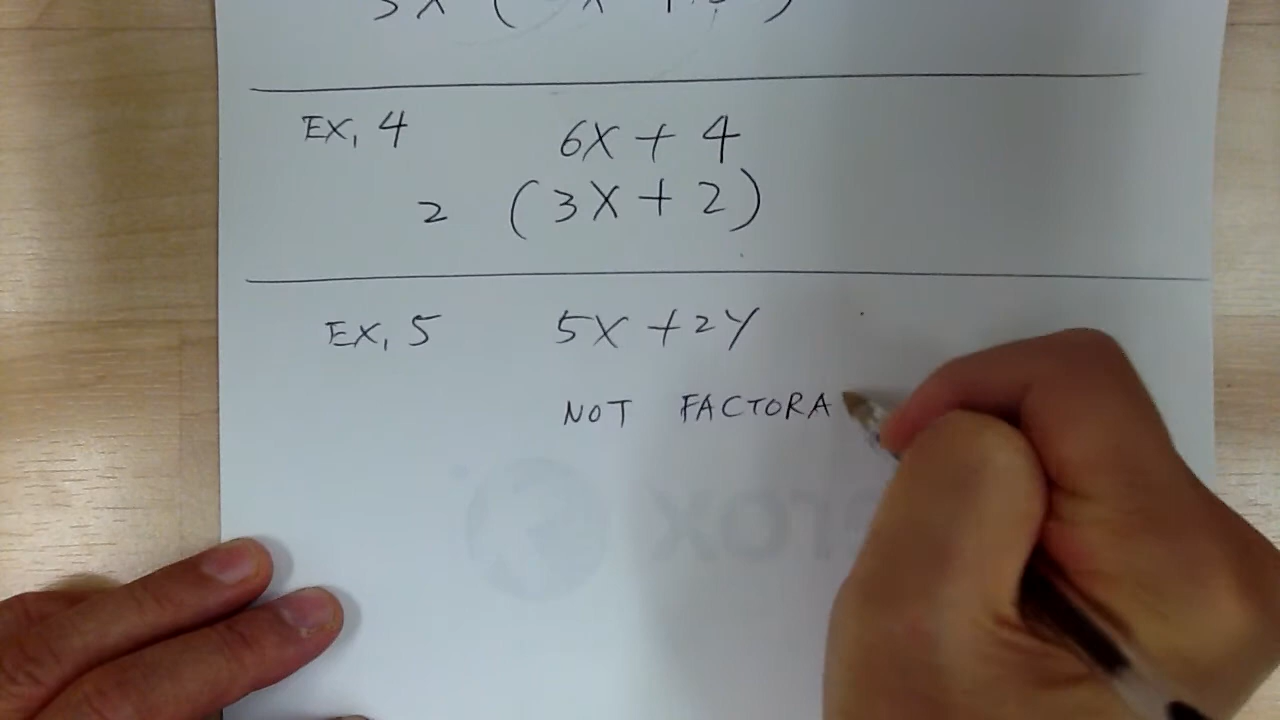 EX, 4 6X + 4
2 (3X + 2)
EX, 5 5X + 2Y
NOT FACTORA